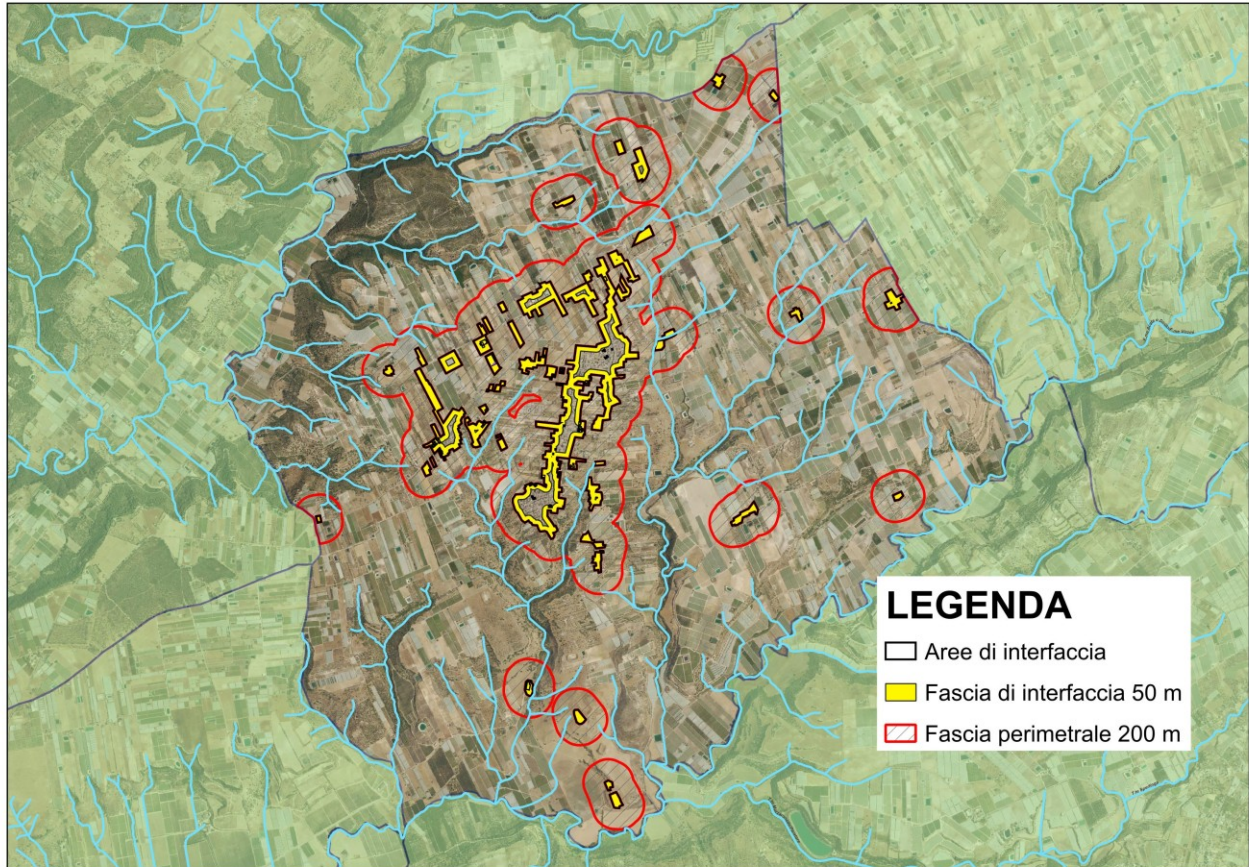 LEGENDA
Aree di interfaccia
Fascia di interfaccia 50 m
Fascia perimetrale 200 m